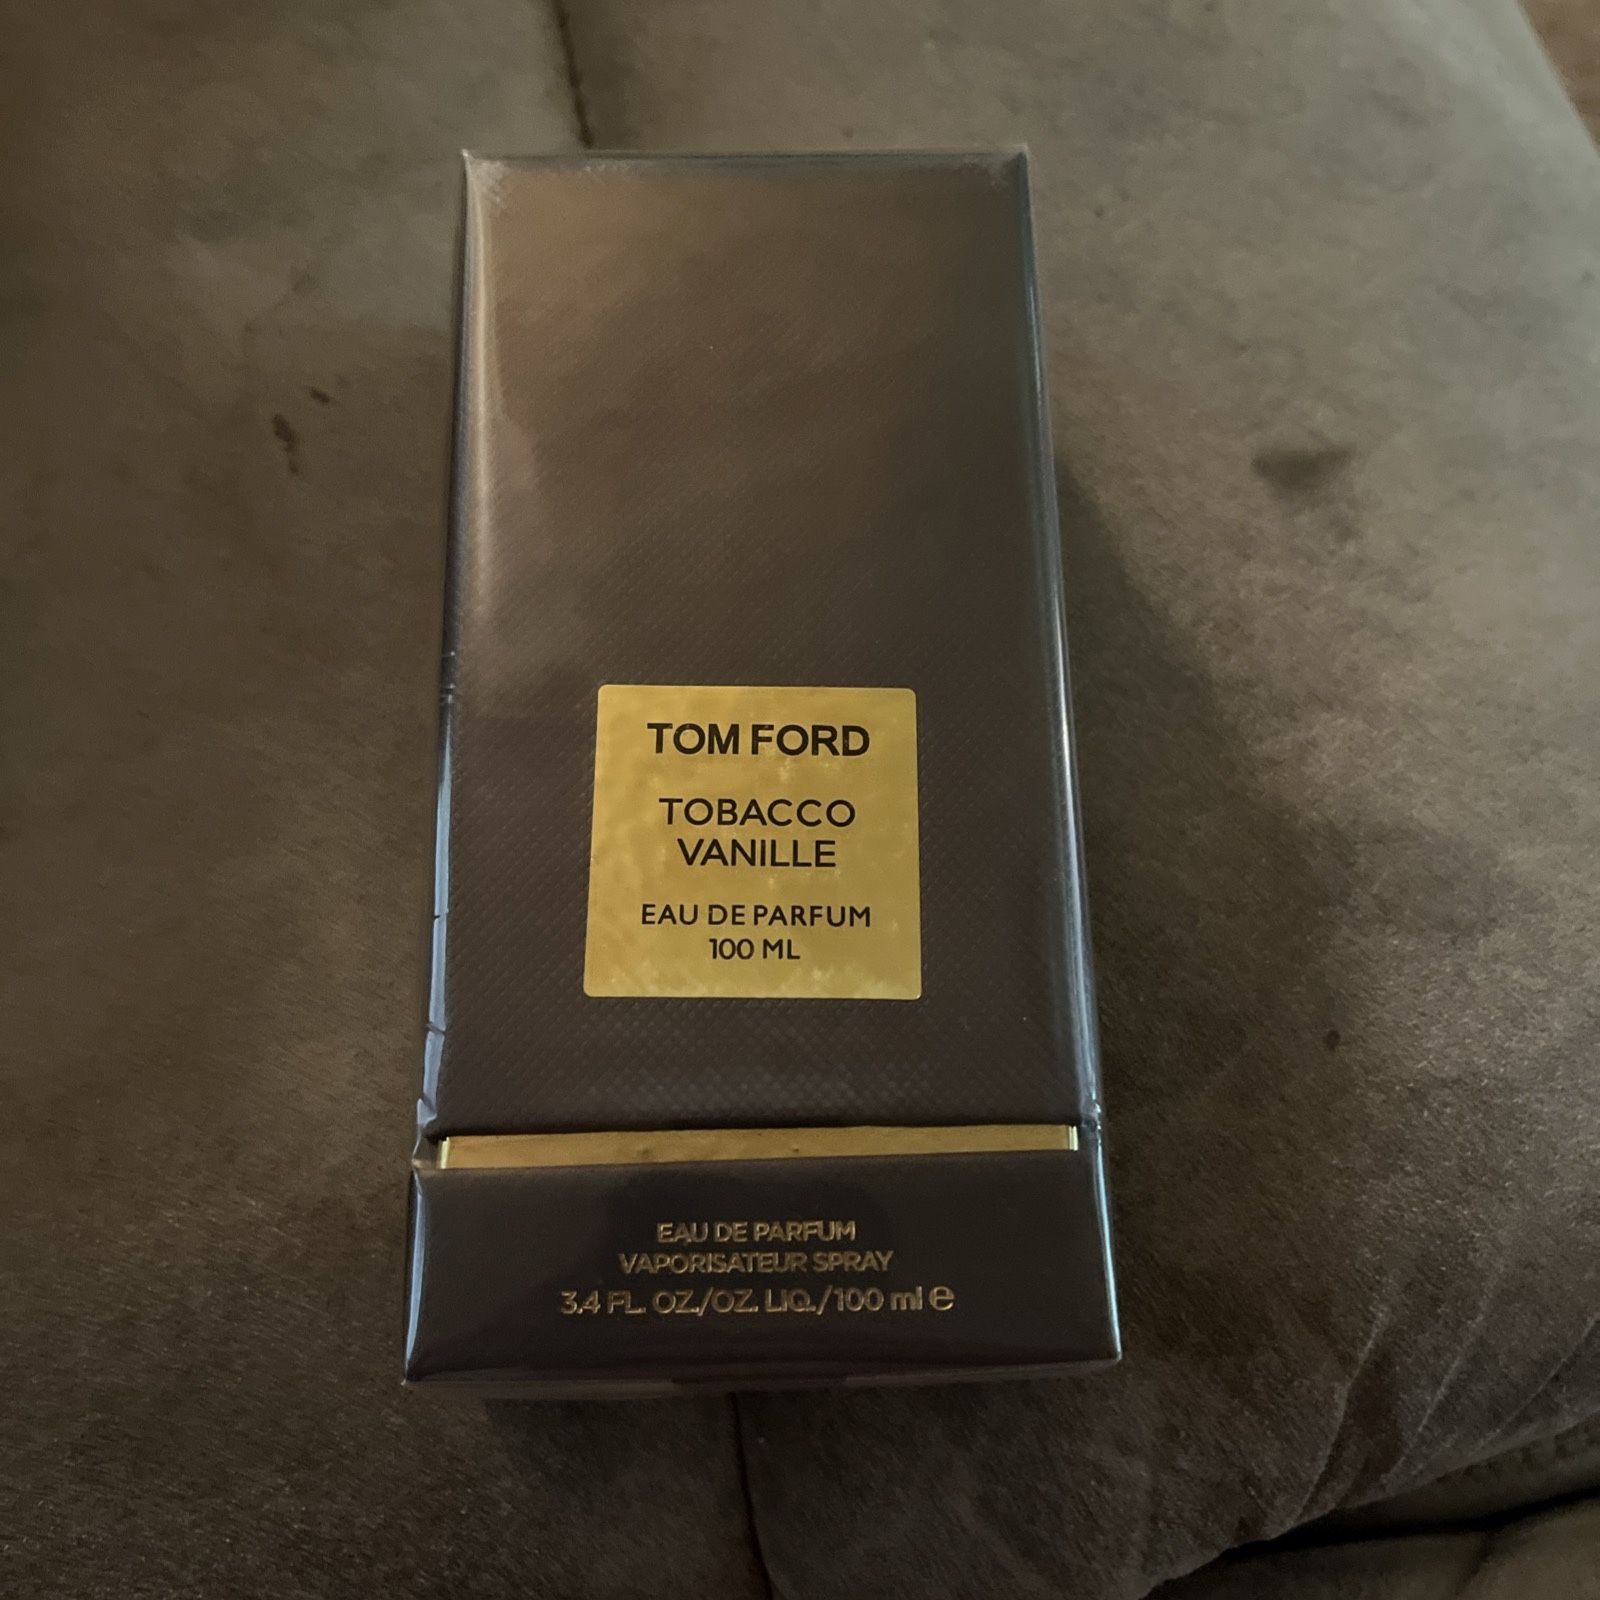 TOM FORD
TOBACCO
VANILLE
EAU DE PARFUM
100 ML
EAU DE PARFUM
VAPORISATEUR SPRAY
3.4 FL. OZ./OZ. LIQ./100 ml ℮